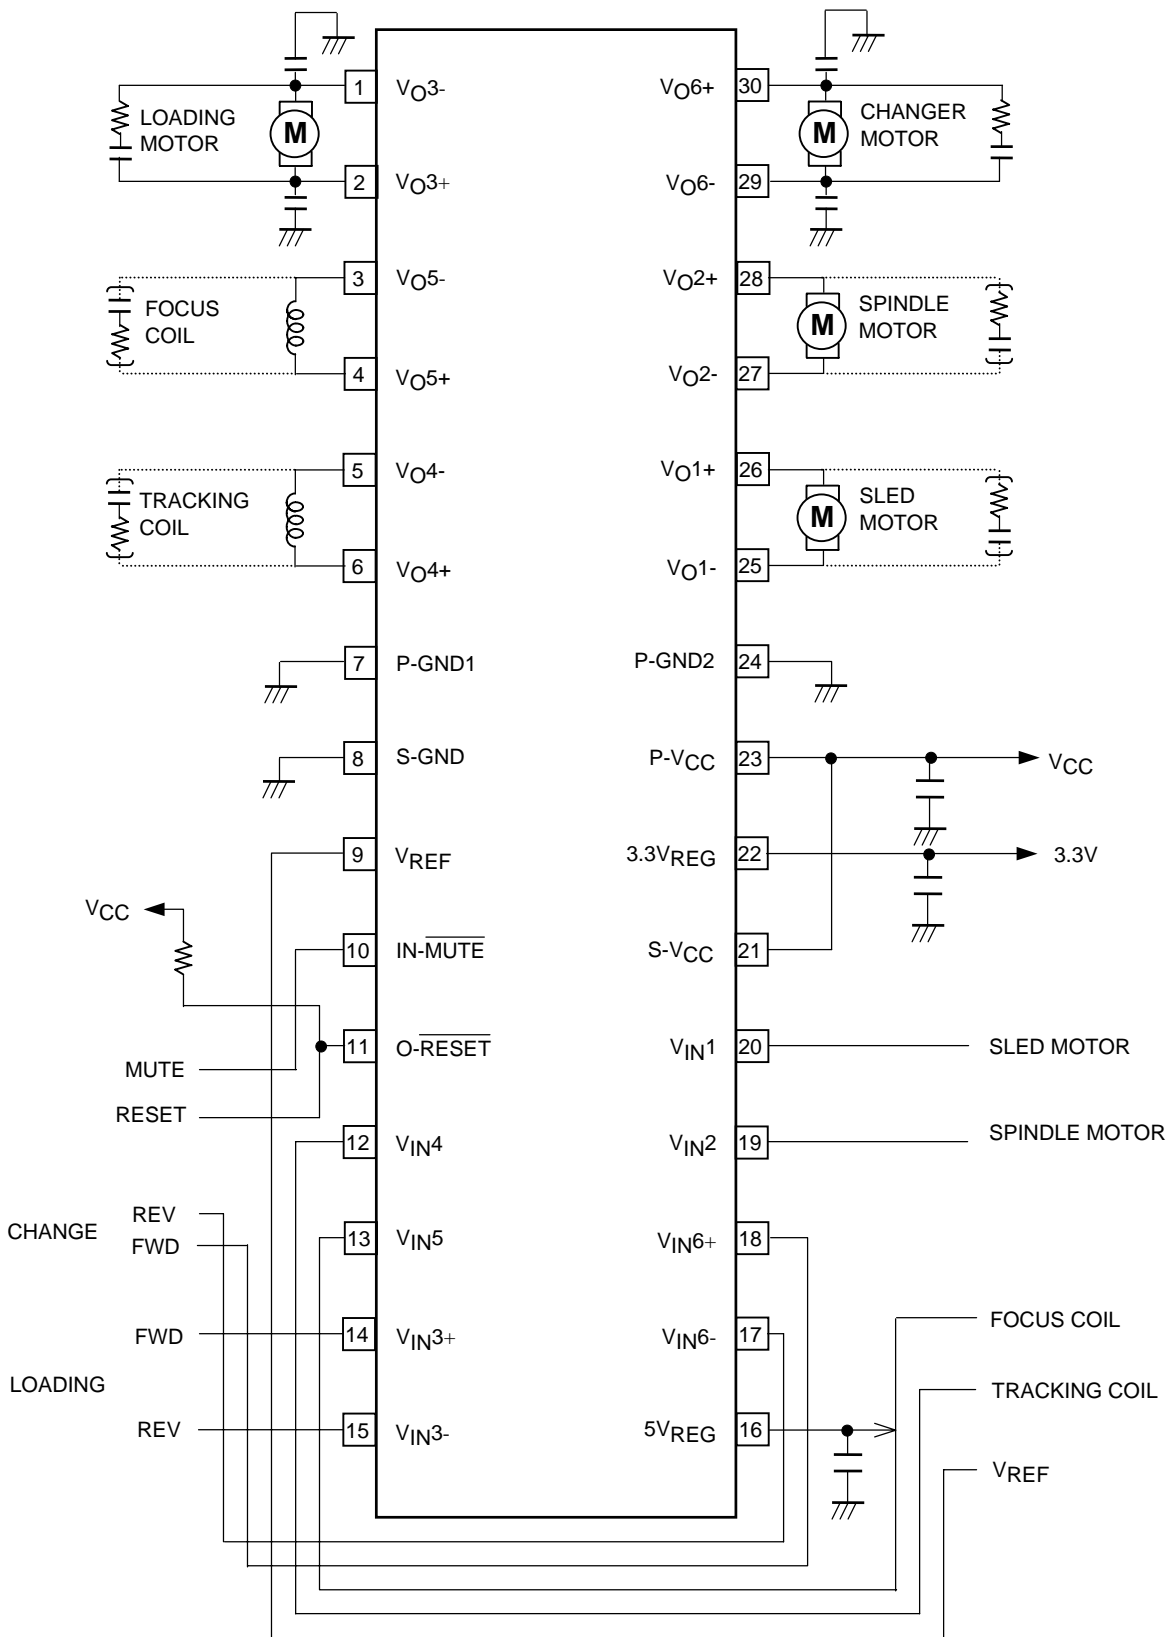 1 VO3- VO6+ 30
LOADING
MOTOR
M
M
CHANGER
MOTOR
2 VO3+ VO6- 29
3 VO5- VO2+ 28
FOCUS
COIL
M
SPINDLE
MOTOR
4 VO5+ VO2- 27
5 VO4- VO1+ 26
TRACKING
COIL
M
SLED
MOTOR
6 VO4+ VO1- 25
7 P-GND1 P-GND2 24
8 S-GND P-VCC 23 VCC
9 VREF 3.3VREG 22 3.3V
VCC
10 IN-MUTE S-VCC 21
11 O-RESET VIN1 20 SLED MOTOR
MUTE
RESET
12 VIN4 VIN2 19 SPINDLE MOTOR
CHANGE
REV
FWD
13 VIN5 VIN6+ 18
FOCUS COIL
FWD 14 VIN3+ VIN6- 17
LOADING
TRACKING COIL
REV 15 VIN3- 5VREG 16
VREF